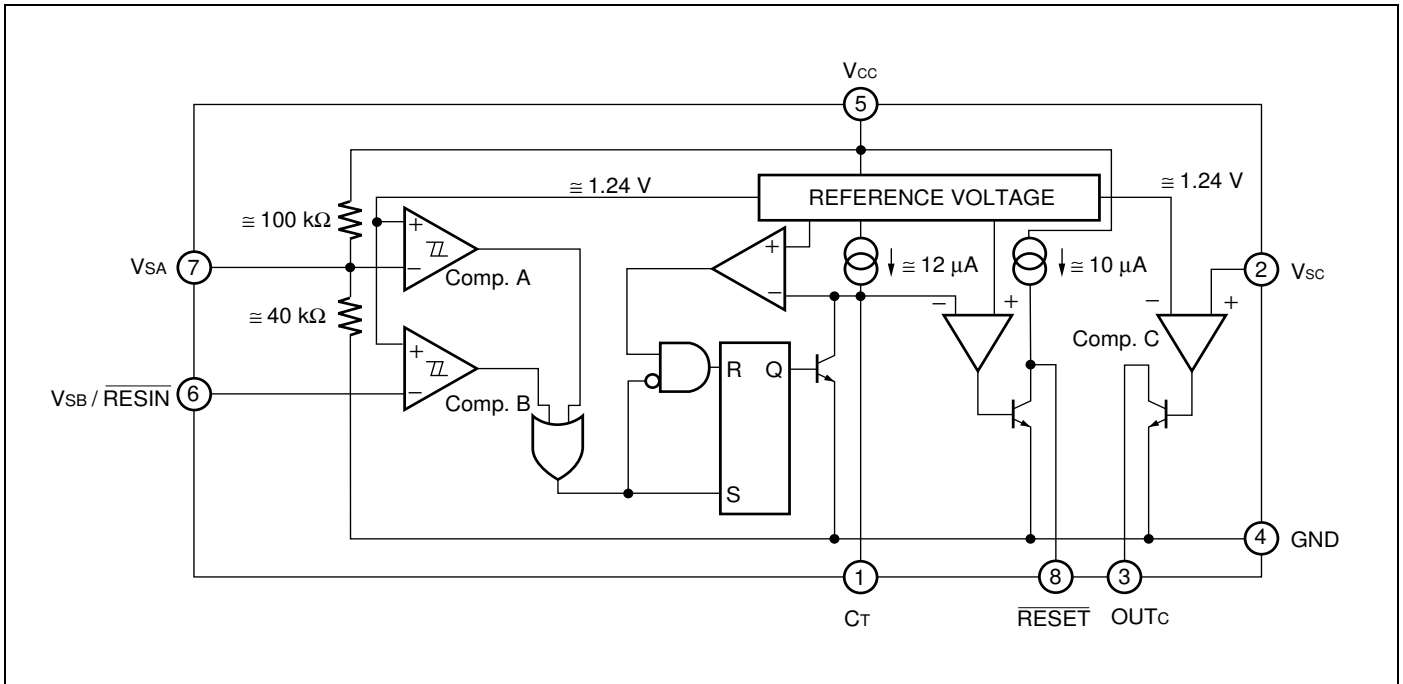 VCC
5
≅ 1.24 V
REFERENCE VOLTAGE
≅ 1.24 V
≅ 100 kΩ
+
−
Comp. A
+
−
≅ 12 µA
≅ 10 µA
VSA
7
2
VSC
−
+
−
+
≅ 40 kΩ
+
−
Comp. B
Comp. C
VSB / RESIN
6
R
Q
S
4
GND
1
8
3
CT
RESET
OUTC